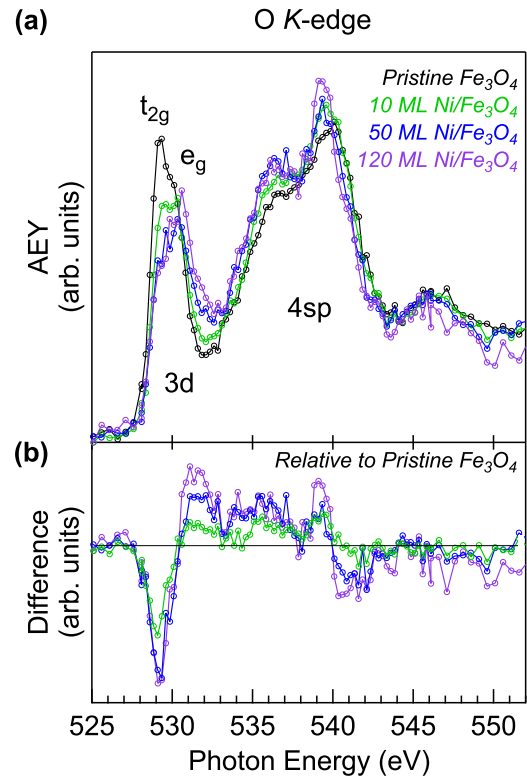 (a) O K-edge
Pristine Fe3O4
10 ML Ni/Fe3O4
50 ML Ni/Fe3O4
120 ML Ni/Fe3O4
t2g
eg
4sp
3d
AEY
(arb. units)
(b) Relative to Pristine Fe3O4
Difference
(arb. units)
525 530 535 540 545 550
Photon Energy (eV)